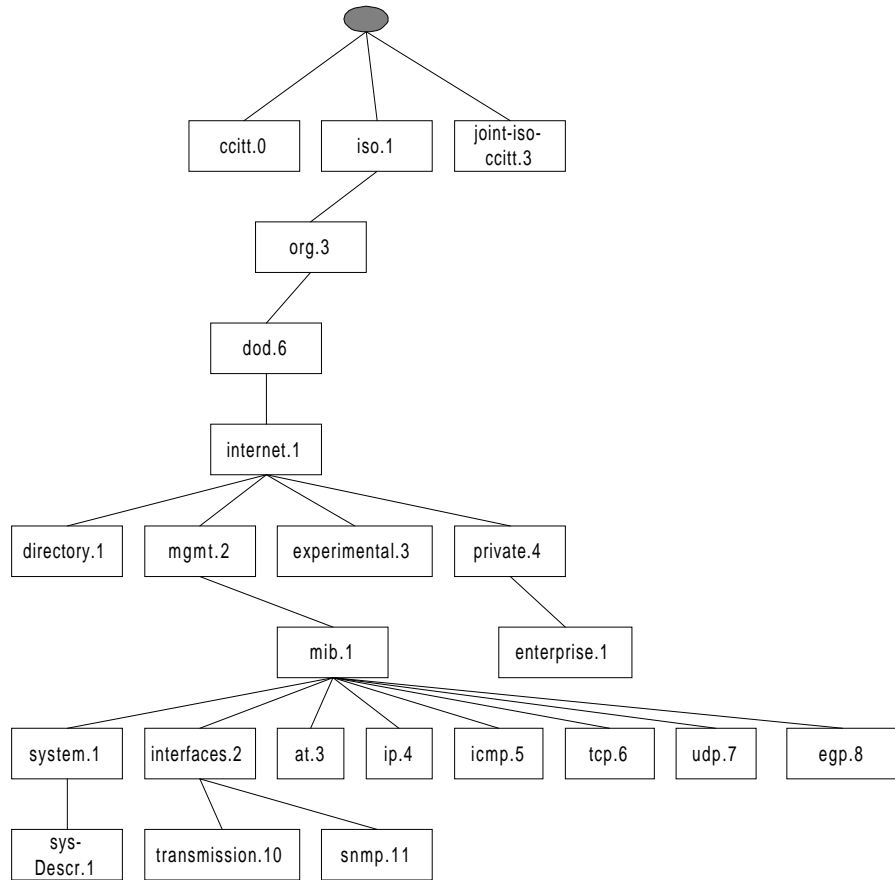 ccitt.0
iso.1
joint-iso-
ccitt.3
org.3
dod.6
internet.1
directory.1
mgmt.2
experimental.3
private.4
mib.1
enterprise.1
system.1
interfaces.2
at.3
ip.4
icmp.5
tcp.6
udp.7
egp.8
sys-
Descr.1
transmission.10
snmp.11